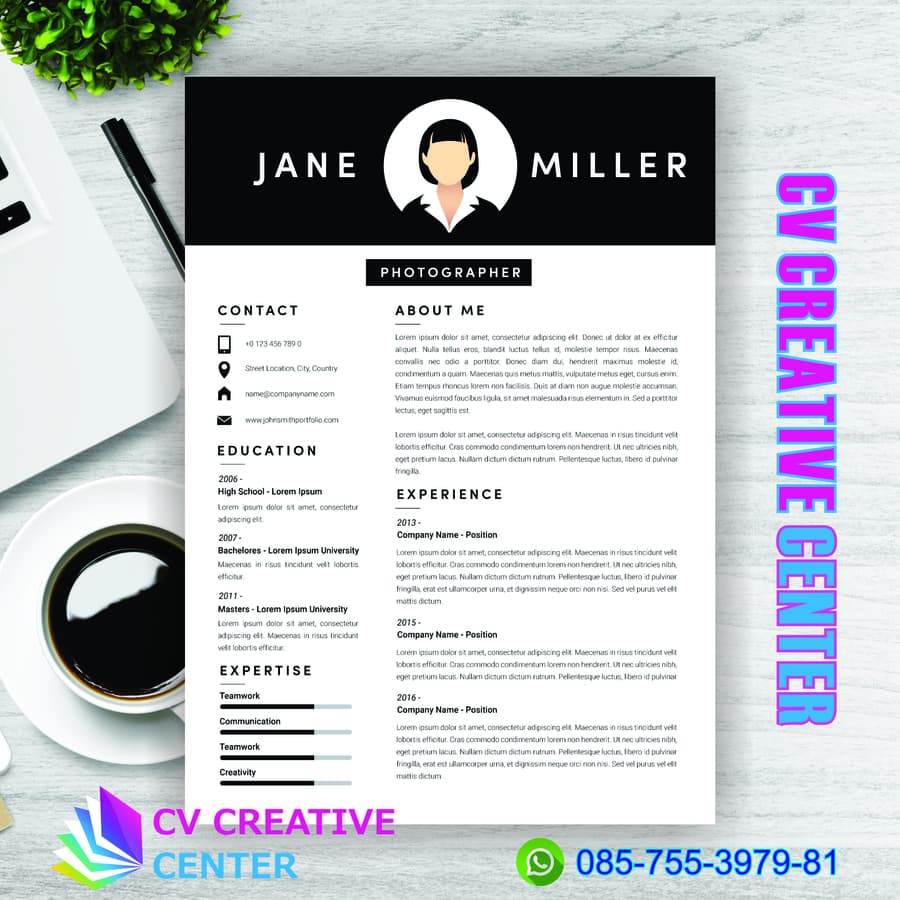 JANE MILLER
PHOTOGRAPHER
CONTACT
+0 123 456 789 0
Street Location, City, Country
name@companyname.com
www.johnsmithportfolio.com
EDUCATION
2006 -
High School - Lorem Ipsum
Lorem ipsum dolor sit amet, consectetur
adipiscing elit.
2007 -
Bachelores - Lorem Ipsum University
Maecenas in risus tincidunt velit lobortis
efficitur.
2011 -
Masters - Lorem Ipsum University
Lorem ipsum dolor sit amet, consectetur
adipiscing elit. Maecenas in risus tincidunt
velit lobortis efficitur.
EXPERTISE
Teamwork
Communication
Teamwork
Creativity
ABOUT ME
Lorem ipsum dolor sit amet, consectetur adipiscing elit. Donec ut dolor at ex efficitur
aliquet. Nulla tellus eros, blandit luctus tellus id, molestie tempor risus. Maecenas
convallis nec odio a porttitor. Donec diam dui, hendrerit maximus molestie id,
condimentum a quam. Maecenas quis metus mattis, vulputate metus eget, cursus enim.
Etiam tempus rhoncus lorem non facilisis. Duis at diam non augue molestie accumsan.
Vivamus euismod faucibus ligula, sit amet malesuada risus elementum in. Sed a porttitor
lectus, eget sagittis est.
Lorem ipsum dolor sit amet, consectetur adipiscing elit. Maecenas in risus tincidunt velit
lobortis efficitur. Cras commodo condimentum lorem non hendrerit. Ut nec ultricies nibh,
eget pretium lacus. Nullam dictum dictum rutrum. Pellentesque luctus, libero id pulvinar
fringilla.
EXPERIENCE
2013 -
Company Name - Position
Lorem ipsum dolor sit amet, consectetur adipiscing elit. Maecenas in risus tincidunt velit
lobortis efficitur. Cras commodo condimentum lorem non hendrerit. Ut nec ultricies nibh,
eget pretium lacus. Nullam dictum dictum rutrum. Pellentesque luctus, libero id pulvinar
fringilla, erat est ullamcorper urna, et dignissim neque orci non mi. Sed vel purus vel elit
mattis dictum.
2015 -
Company Name - Position
Lorem ipsum dolor sit amet, consectetur adipiscing elit. Maecenas in risus tincidunt velit
lobortis efficitur. Cras commodo condimentum lorem non hendrerit. Ut ultricies nibh,
eget pretium lacus. Nullam dictum dictum rutrum. Pellentesque luctus, libero id pulvinar
2016 -
Company Name - Position
Lorem ipsum dolor sit amet, consectetur adipiscing elit. Maecenas in risus tincidunt velit
lobortis efficitur. Cras commodo condimentum lorem non hendrerit. Ut nec ultricies nibh,
eget pretium lacus. Nullam dictum dictum rutrum. Pellentesque luctus, libero id pulvinar
fringilla, erat est ullamcorper urna, et dignissim neque orci non mi. Sed vel purus vel elit
mattis dictum.
CV CREATIVE CENTER
CV CREATIVE
CENTER
085-755-3979-81